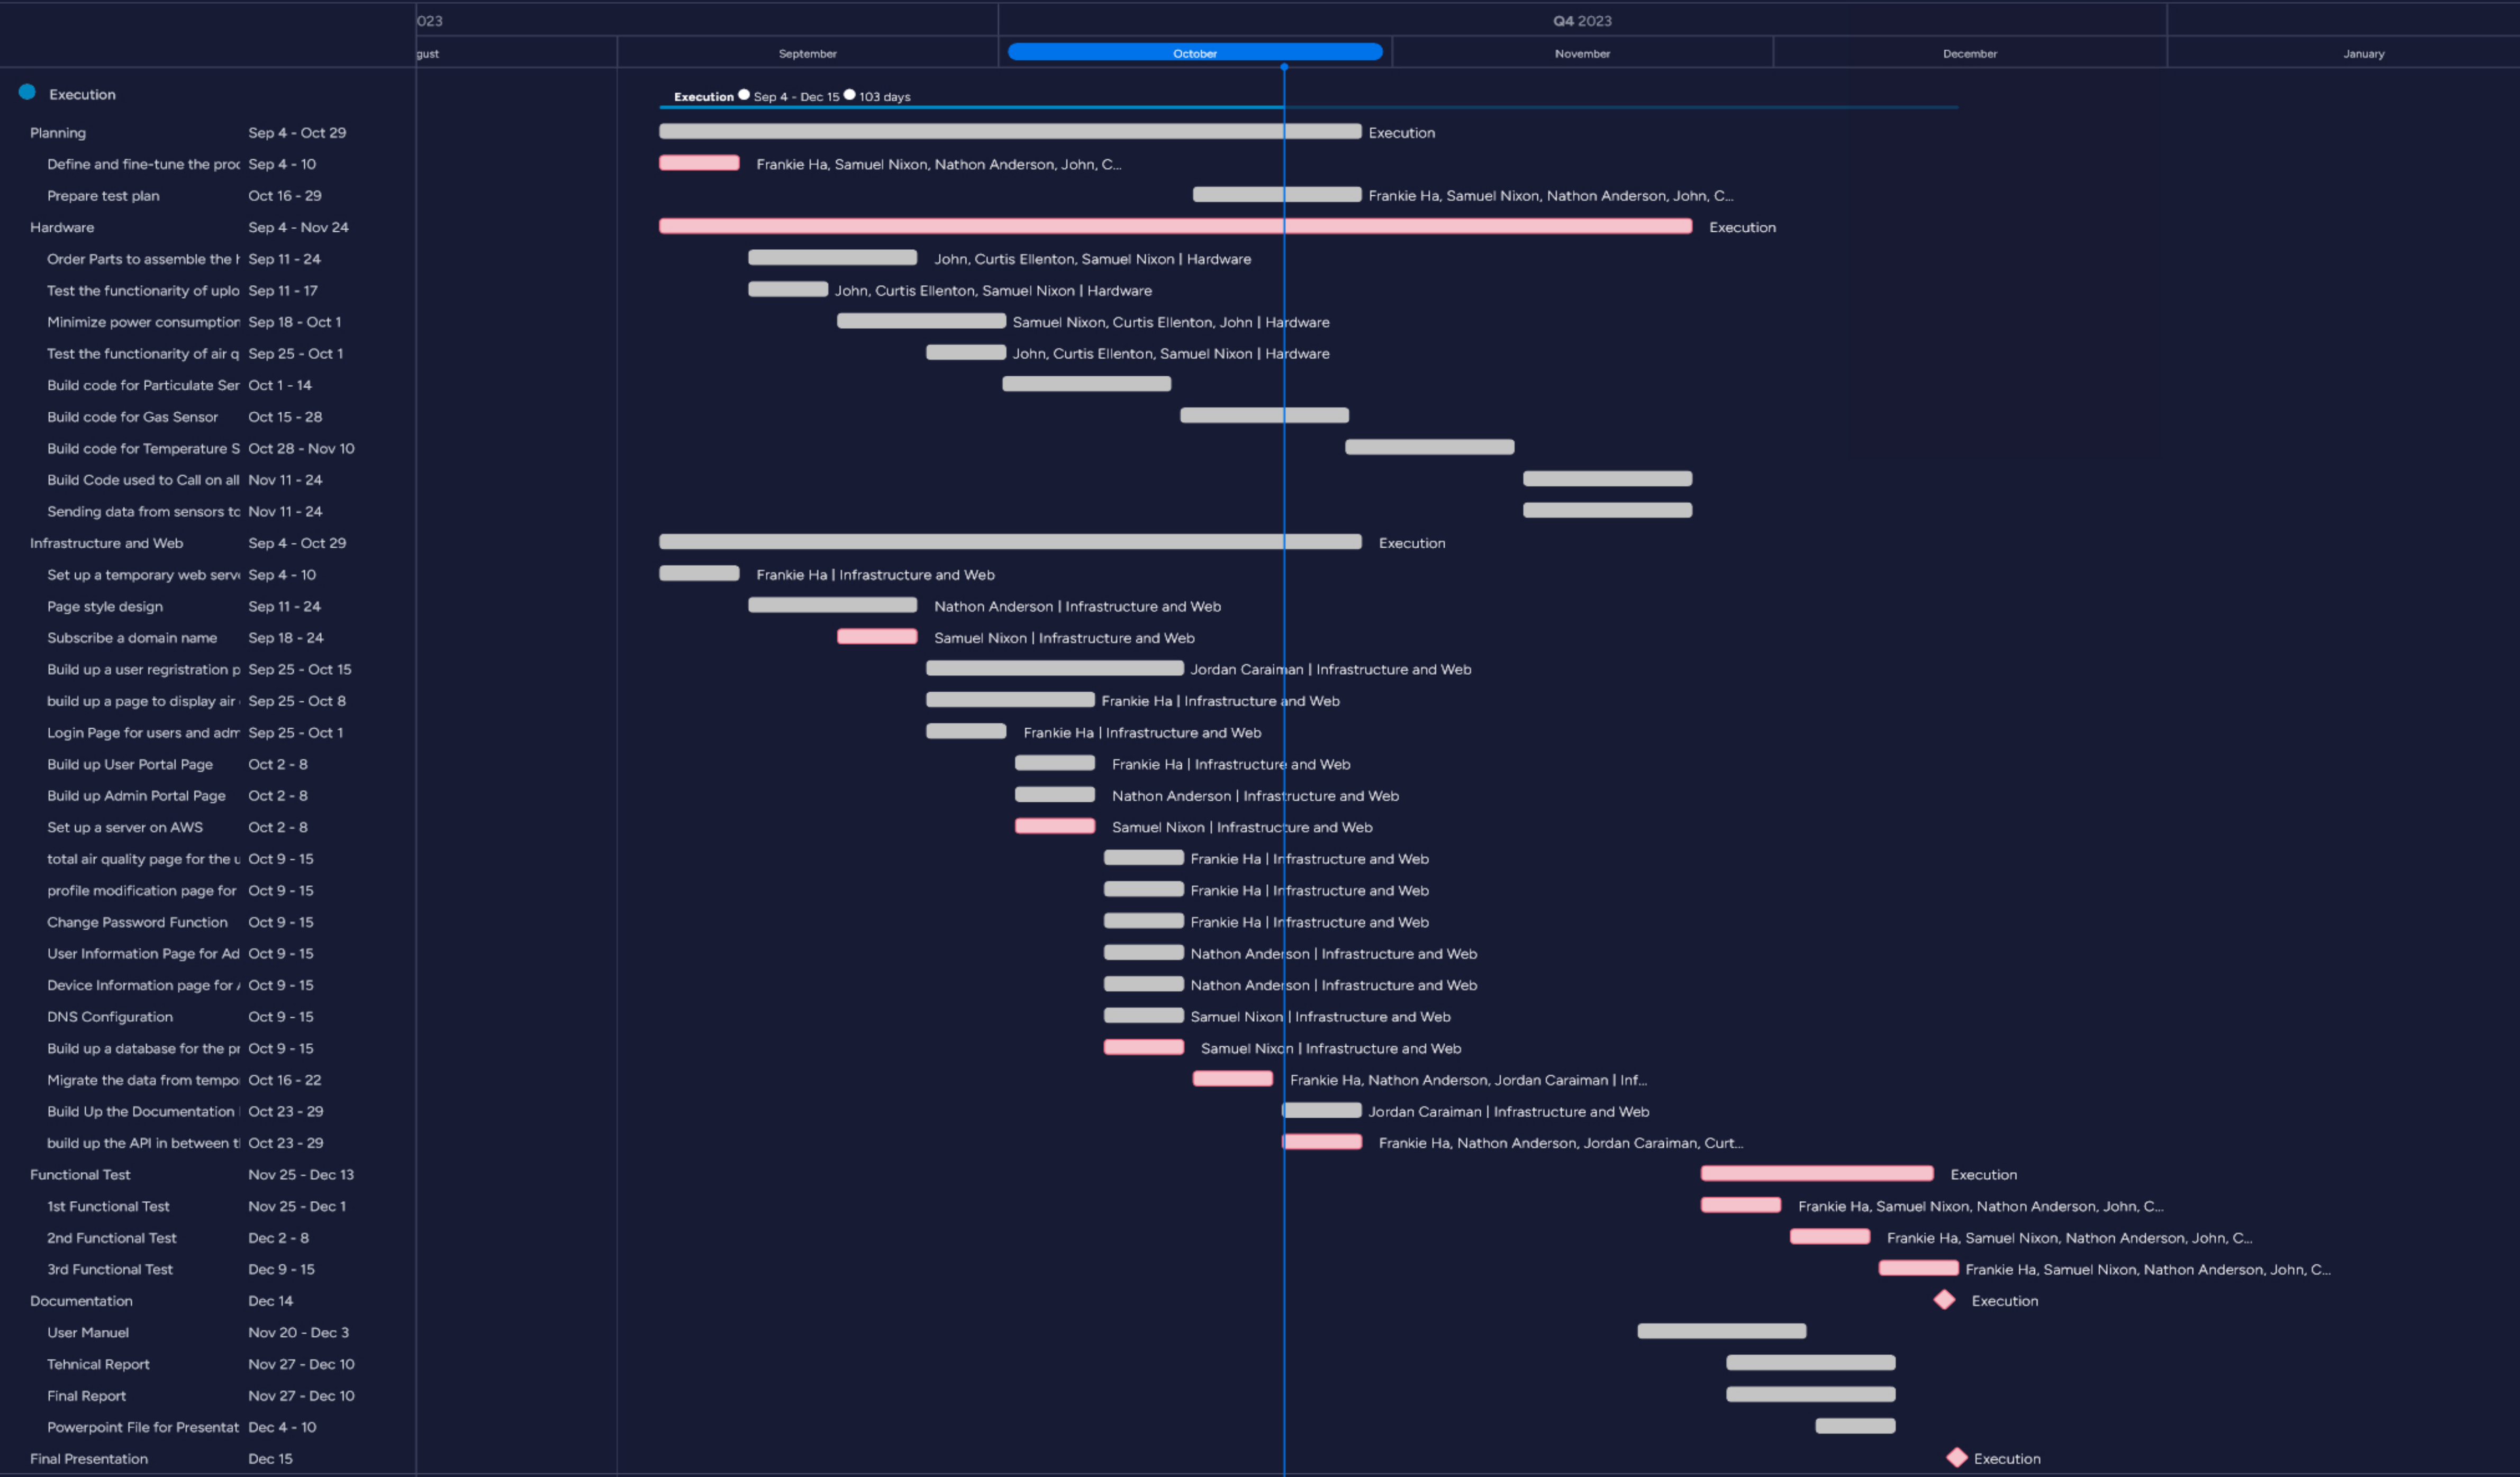 023
Q4 2023
gust
September
October
November
December
January
Execution
Execution Sep 4 - Dec 15 103 days
Planning Sep 4 - Oct 29 Execution
Define and fine-tune the proc Sep 4 - 10 Frankie Ha, Samuel Nixon, Nathon Anderson, John, C...
Prepare test plan Oct 16 - 29 Frankie Ha, Samuel Nixon, Nathon Anderson, John, C...
Hardware Sep 4 - Nov 24 Execution
Order Parts to assemble the h Sep 11 - 24 John, Curtis Ellenton, Samuel Nixon | Hardware
Test the functionarity of uplo Sep 11 - 17 John, Curtis Ellenton, Samuel Nixon | Hardware
Minimize power consumption Sep 18 - Oct 1 Samuel Nixon, Curtis Ellenton, John | Hardware
Test the functionarity of air q Sep 25 - Oct 1 John, Curtis Ellenton, Samuel Nixon | Hardware
Build code for Particulate Ser Oct 1 - 14
Build code for Gas Sensor Oct 15 - 28
Build code for Temperature S Oct 28 - Nov 10
Build Code used to Call on all Nov 11 - 24
Sending data from sensors to Nov 11 - 24
Infrastructure and Web Sep 4 - Oct 29 Execution
Set up a temporary web serve Sep 4 - 10 Frankie Ha | Infrastructure and Web
Page style design Sep 11 - 24 Nathon Anderson | Infrastructure and Web
Subscribe a domain name Sep 18 - 24 Samuel Nixon | Infrastructure and Web
Build up a user regristration p Sep 25 - Oct 15 Jordan Caraiman | Infrastructure and Web
build up a page to display air Sep 25 - Oct 8 Frankie Ha | Infrastructure and Web
Login Page for users and adm Sep 25 - Oct 1 Frankie Ha | Infrastructure and Web
Build up User Portal Page Oct 2 - 8 Frankie Ha | Infrastructure and Web
Build up Admin Portal Page Oct 2 - 8 Nathon Anderson | Infrastructure and Web
Set up a server on AWS Oct 2 - 8 Samuel Nixon | Infrastructure and Web
total air quality page for the u Oct 9 - 15 Frankie Ha | Infrastructure and Web
profile modification page for Oct 9 - 15 Frankie Ha | Infrastructure and Web
Change Password Function Oct 9 - 15 Frankie Ha | Infrastructure and Web
User Information Page for Ad Oct 9 - 15 Nathon Anderson | Infrastructure and Web
Device Information page for A Oct 9 - 15 Nathon Anderson | Infrastructure and Web
DNS Configuration Oct 9 - 15 Samuel Nixon | Infrastructure and Web
Build up a database for the pr Oct 9 - 15 Samuel Nixon | Infrastructure and Web
Migrate the data from tempo Oct 16 - 22 Frankie Ha, Nathon Anderson, Jordan Caraiman | Inf...
Build Up the Documentation Oct 23 - 29 Jordan Caraiman | Infrastructure and Web
build up the API in between tl Oct 23 - 29 Frankie Ha, Nathon Anderson, Jordan Caraiman, Curt...
Functional Test Nov 25 - Dec 13 Execution
1st Functional Test Nov 25 - Dec 1 Frankie Ha, Samuel Nixon, Nathon Anderson, John, C...
2nd Functional Test Dec 2 - 8 Frankie Ha, Samuel Nixon, Nathon Anderson, John, C...
3rd Functional Test Dec 9 - 15 Frankie Ha, Samuel Nixon, Nathon Anderson, John, C...
Documentation Dec 14 Execution
User Manuel Nov 20 - Dec 3
Tehnical Report Nov 27 - Dec 10
Final Report Nov 27 - Dec 10
Powerpoint File for Presentat Dec 4 - 10
Final Presentation Dec 15 Execution